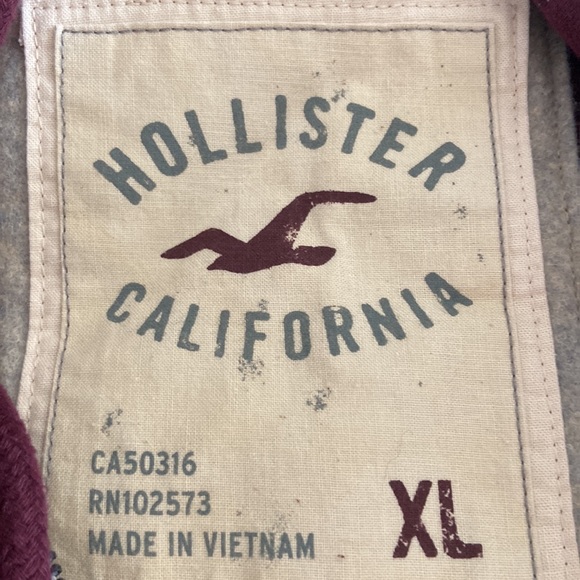 HOLLISTER
CALIFORNIA
CA50316
RN102573
MADE IN VIETNAM
XL